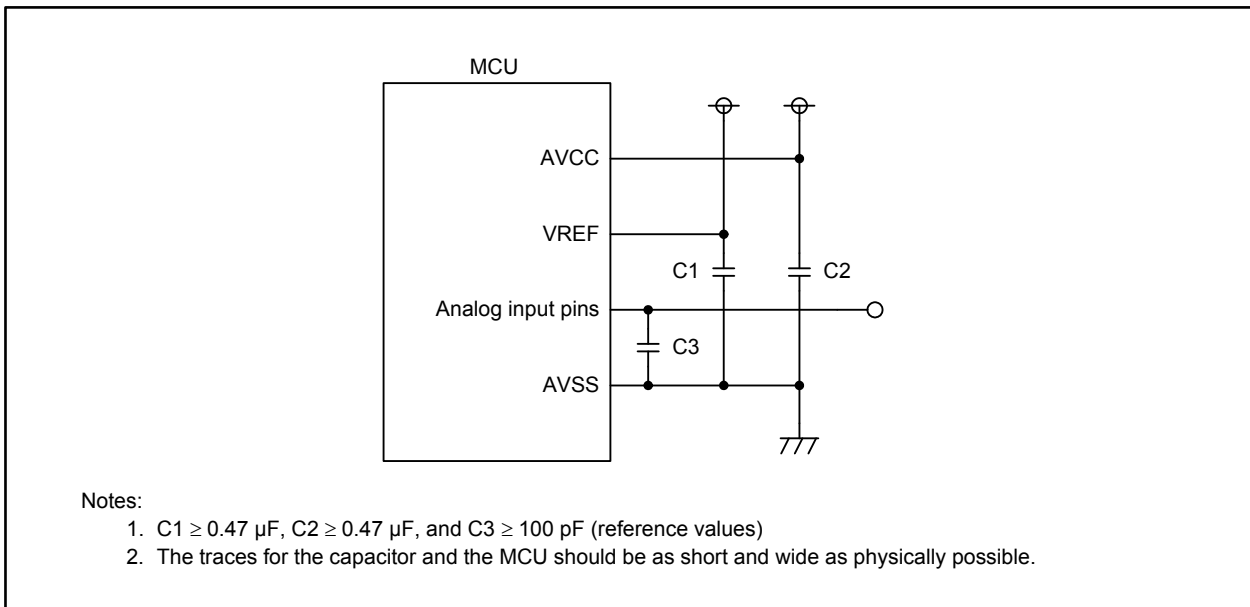 MCU
AVCC
VREF
C1
C2
Analog input pins
C3
AVSS
Notes:
1. C1 ≥ 0.47 µF, C2 ≥ 0.47 µF, and C3 ≥ 100 pF (reference values)
2. The traces for the capacitor and the MCU should be as short and wide as physically possible.